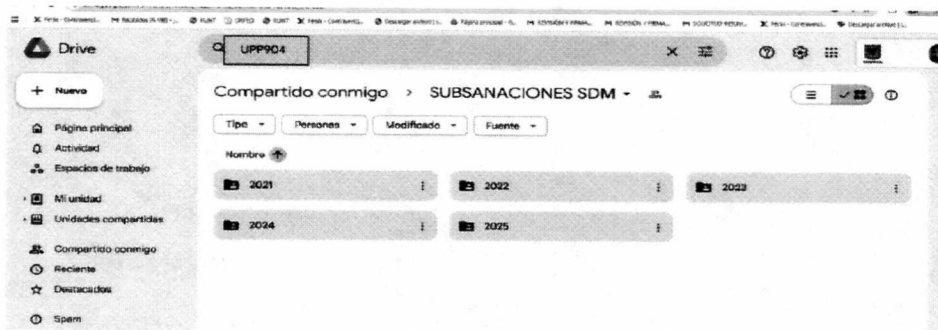 Drive
UPP904
Nuevo
Compartido conmigo > SUBSANACIONES SDM
Tipo
Personas
Modificado
Fuente
Página principal
Actividad
Espacios de trabajo
Mi unidad
Unidades compartidas
Compartido conmigo
Reciente
Destacados
Spam
Nombre
2021
2022
2023
2024
2025